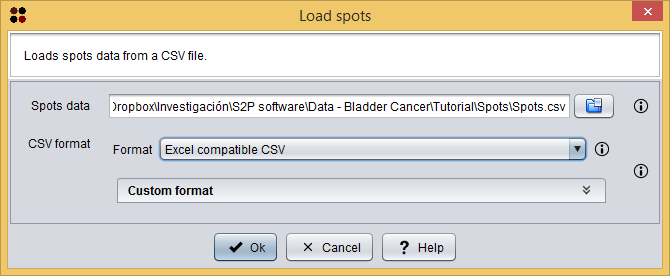 Load spots
Loads spots data from a CSV file.
Spots data
Dropbox\Investigación\S2P software\Data - Bladder Cancer\Tutorial\Spots\Spots.csv
CSV format
Format
Excel compatible CSV
Custom format
Ok
Cancel
? Help